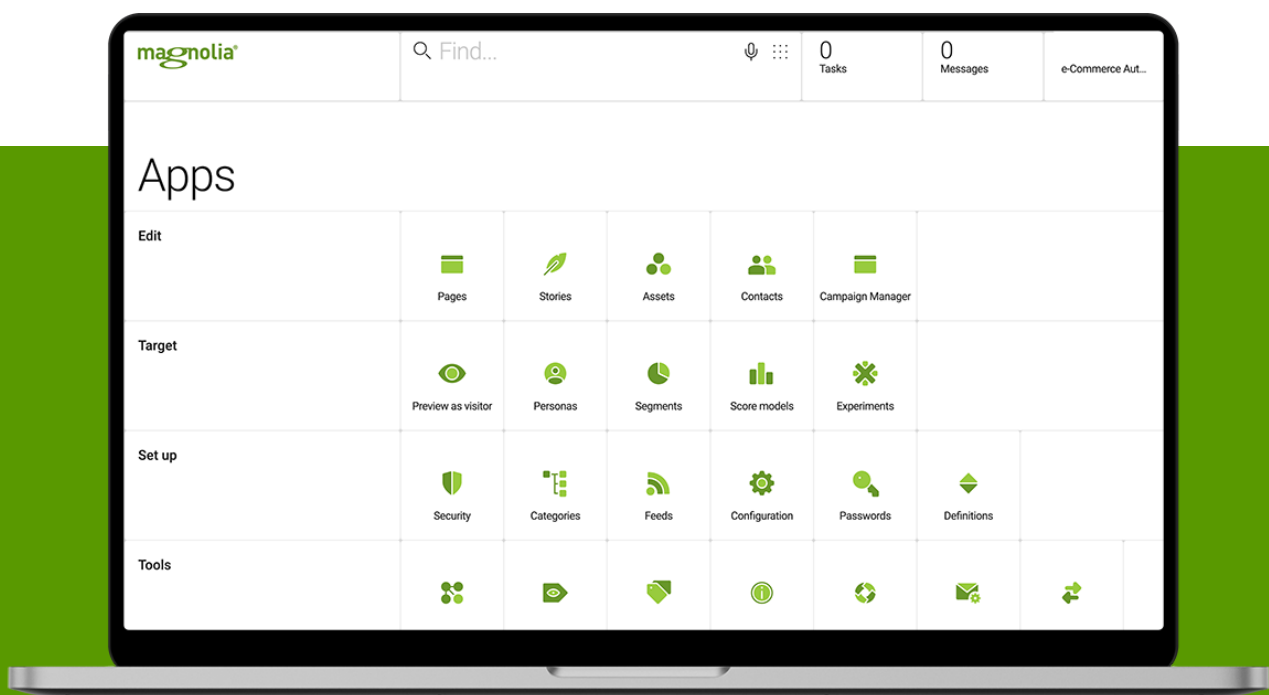 magnolia®
Find...
0
Tasks
0
Messages
e-Commerce Aut...
Apps
Edit
Pages
Stories
Assets
Contacts
Campaign Manager
Target
Preview as visitor
Personas
Segments
Score models
Experiments
Set up
Security
Categories
Feeds
Configuration
Passwords
Definitions
Tools